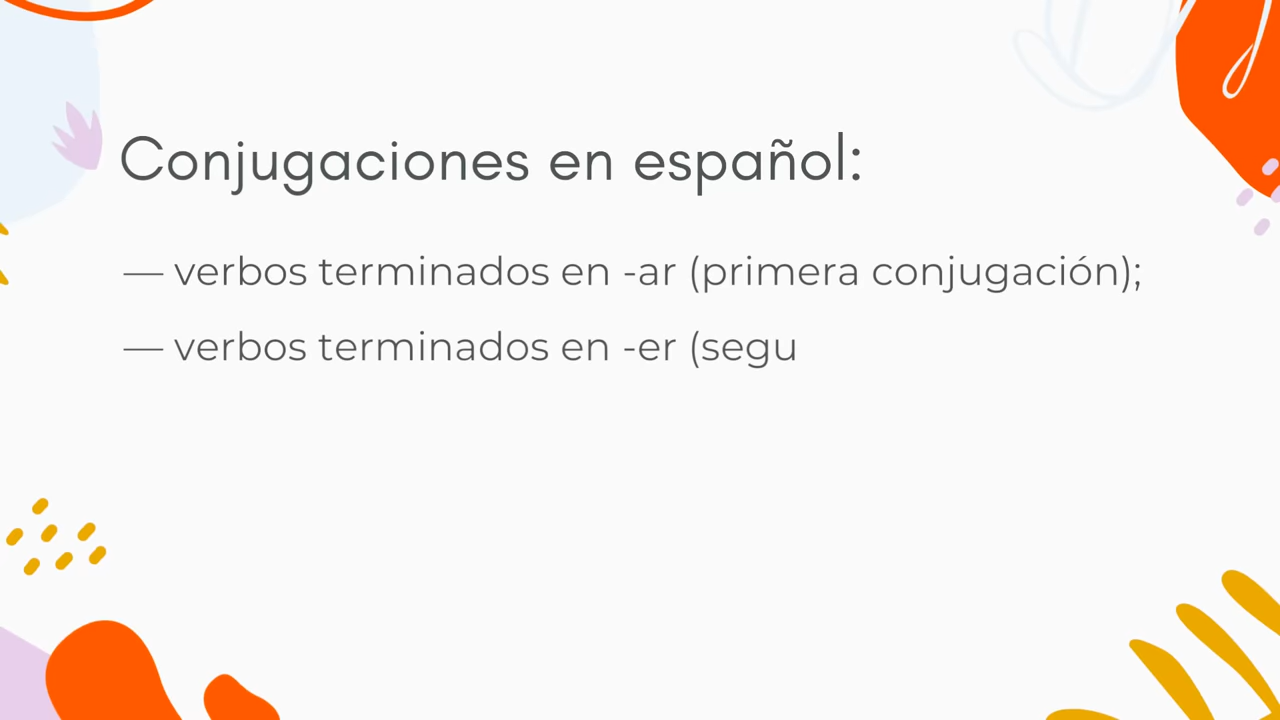 Conjugaciones en español:
— verbos terminados en -ar (primera conjugación);
— verbos terminados en -er (segu